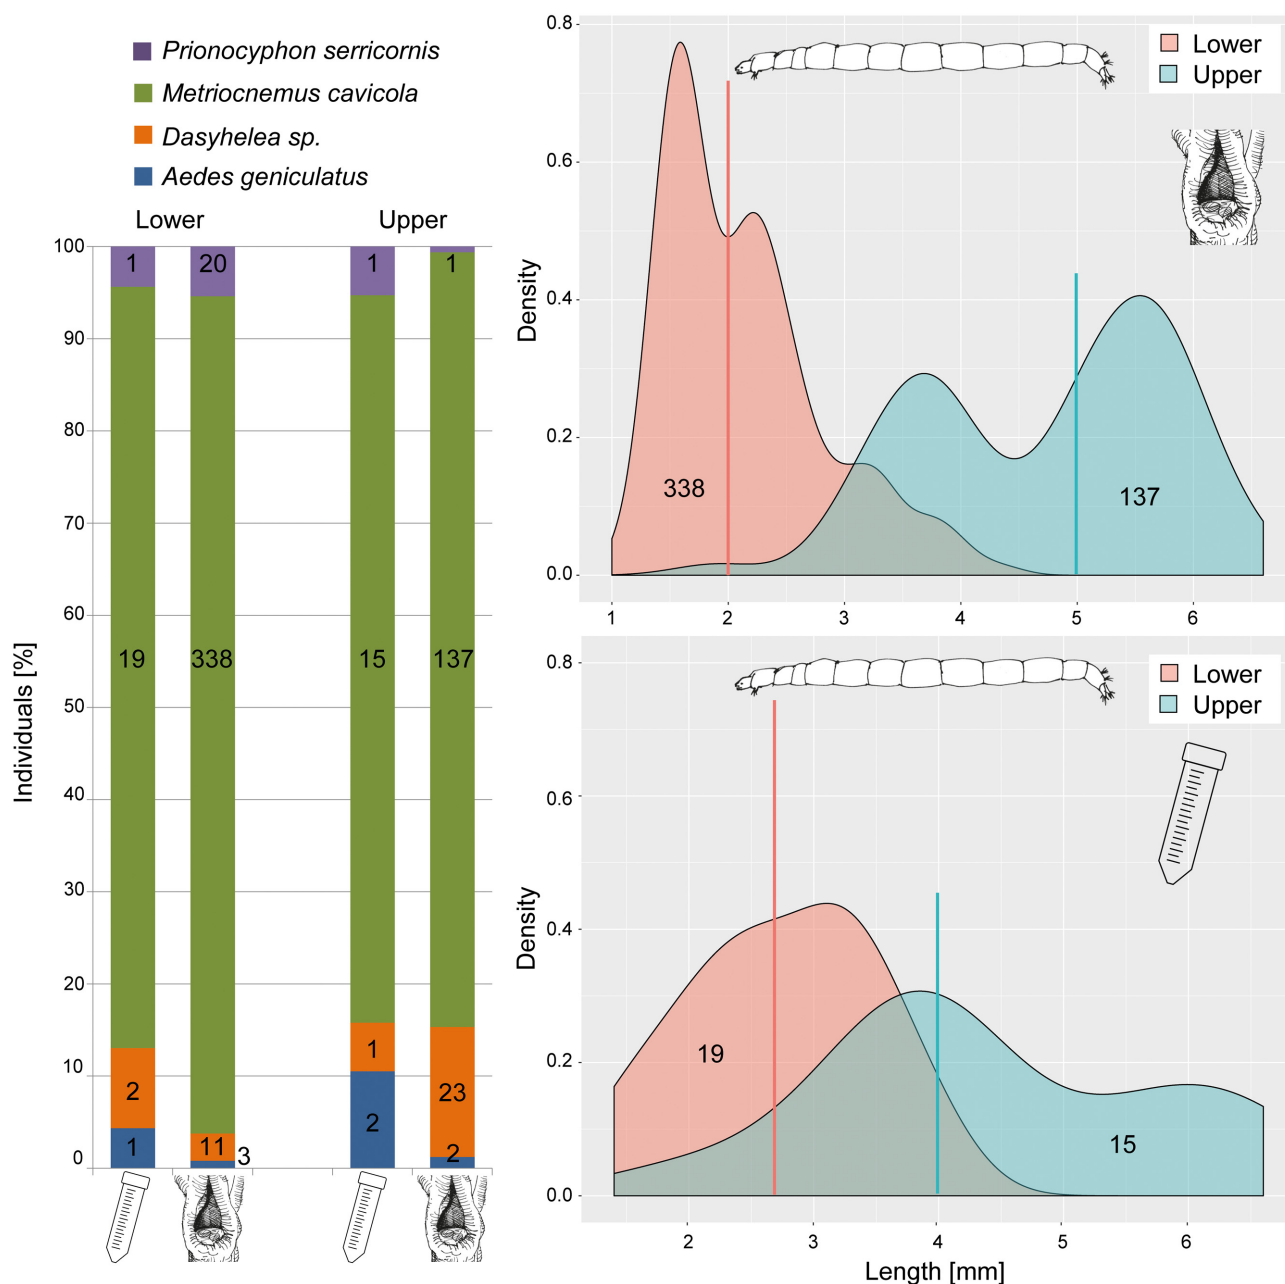 Prionocyphon serricornis
Metriocnemus cavicola
Dasyhelea sp.
Aedes geniculatus
Lower Upper
Individuals [%]
100
90
80
70
60
50
40
30
20
10
0
1 20 1 1
19 338 15 137
2 11 1 23
1 3 2 2
Density
0.8
0.6
0.4
0.2
0.0
Lower
Upper
338
137
1 2 3 4 5 6
Density
0.8
0.6
0.4
0.2
0.0
Lower
Upper
19
15
2 3 4 5 6
Length [mm]